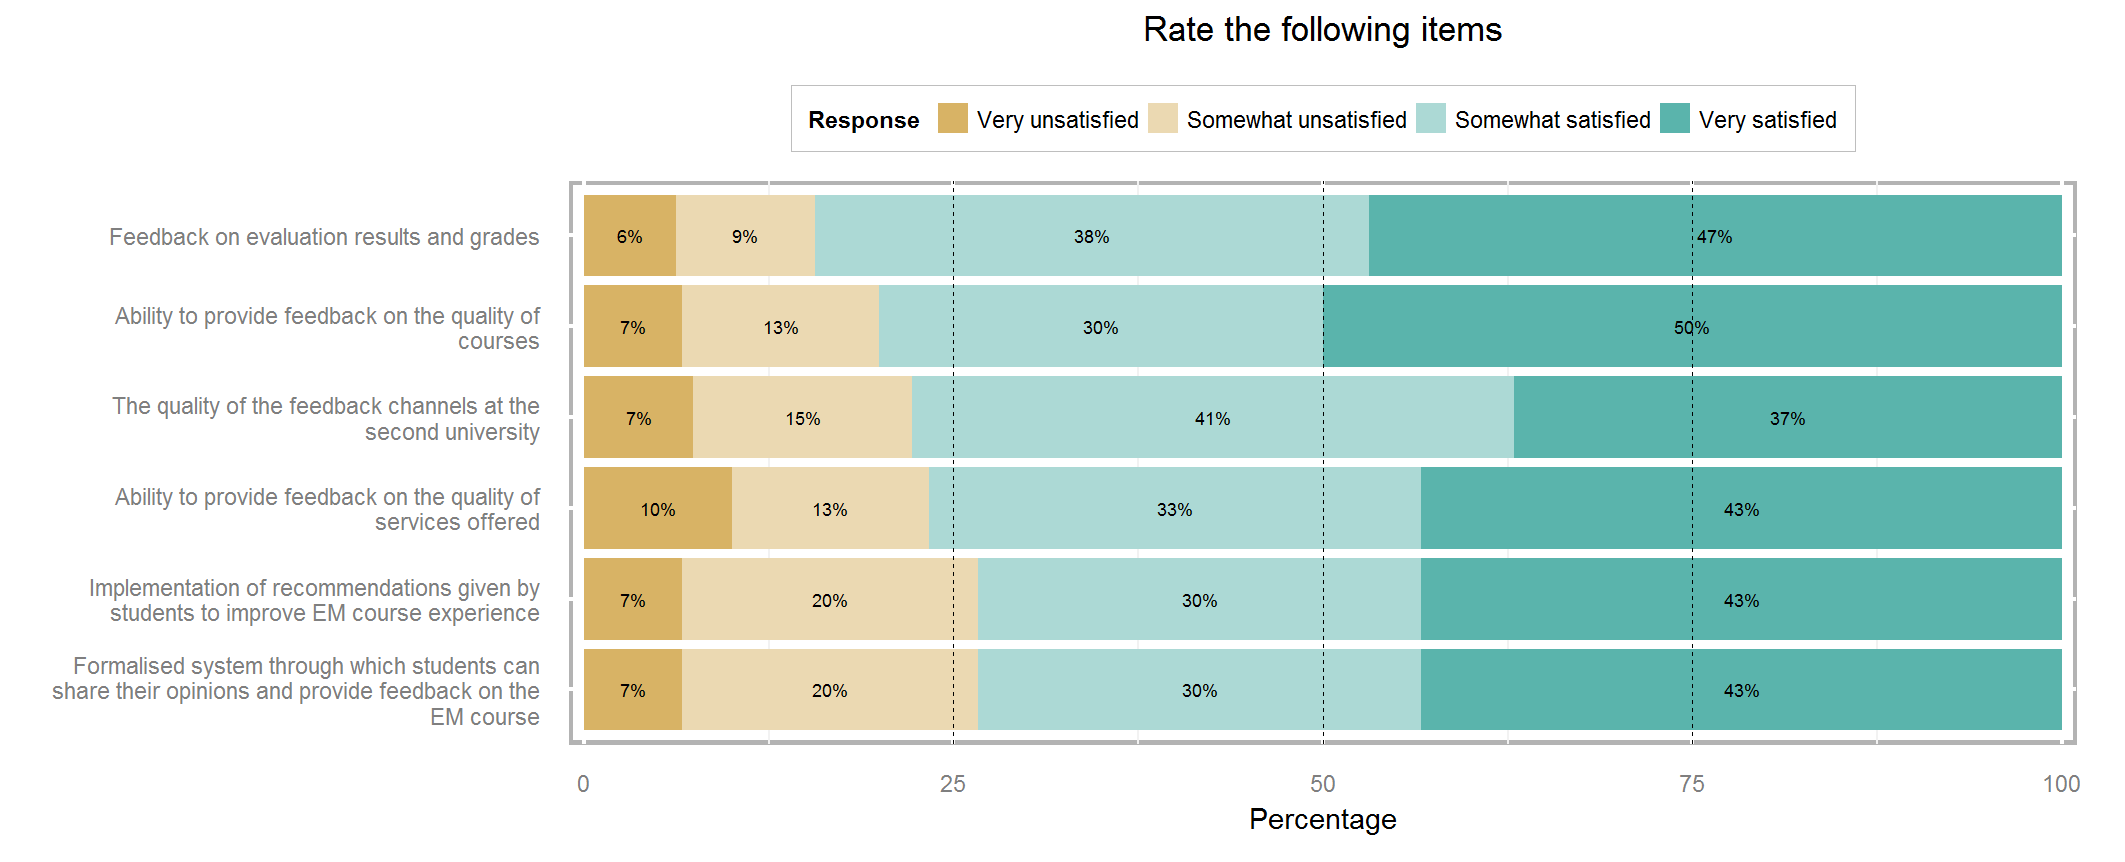 Rate the following items
Response Very unsatisfied Somewhat unsatisfied Somewhat satisfied Very satisfied
Feedback on evaluation results and grades
6% 9% 38% 47%
Ability to provide feedback on the quality of
courses
7% 13% 30% 50%
The quality of the feedback channels at the
second university
7% 15% 41% 37%
Ability to provide feedback on the quality of
services offered
10% 13% 33% 43%
Implementation of recommendations given by
students to improve EM course experience
7% 20% 30% 43%
Formalised system through which students can
share their opinions and provide feedback on the
EM course
7% 20% 30% 43%
0 25 50 75 100
Percentage